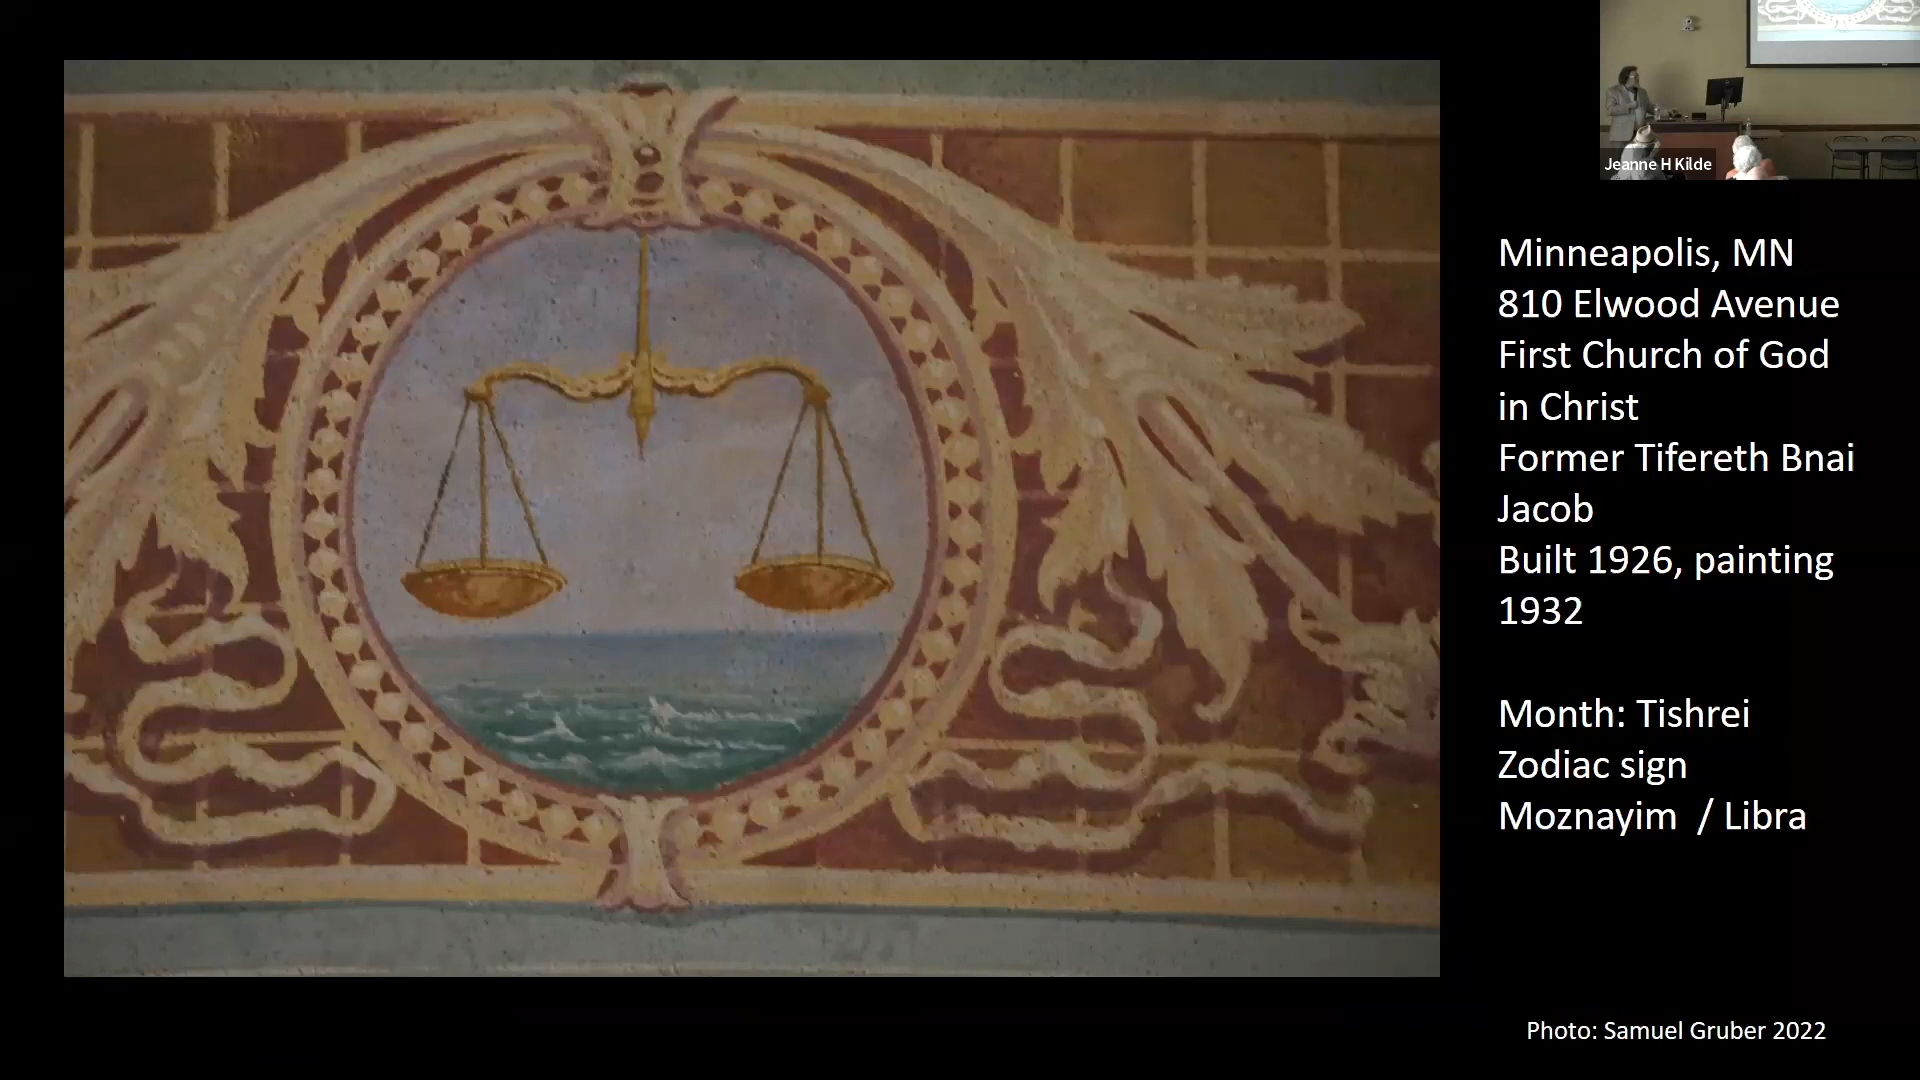 Jeanne H Kilde
Minneapolis, MN
810 Elwood Avenue
First Church of God
in Christ
Former Tifereth Bnai
Jacob
Built 1926, painting
1932
Month: Tishrei
Zodiac sign
Moznayim / Libra
Photo: Samuel Gruber 2022